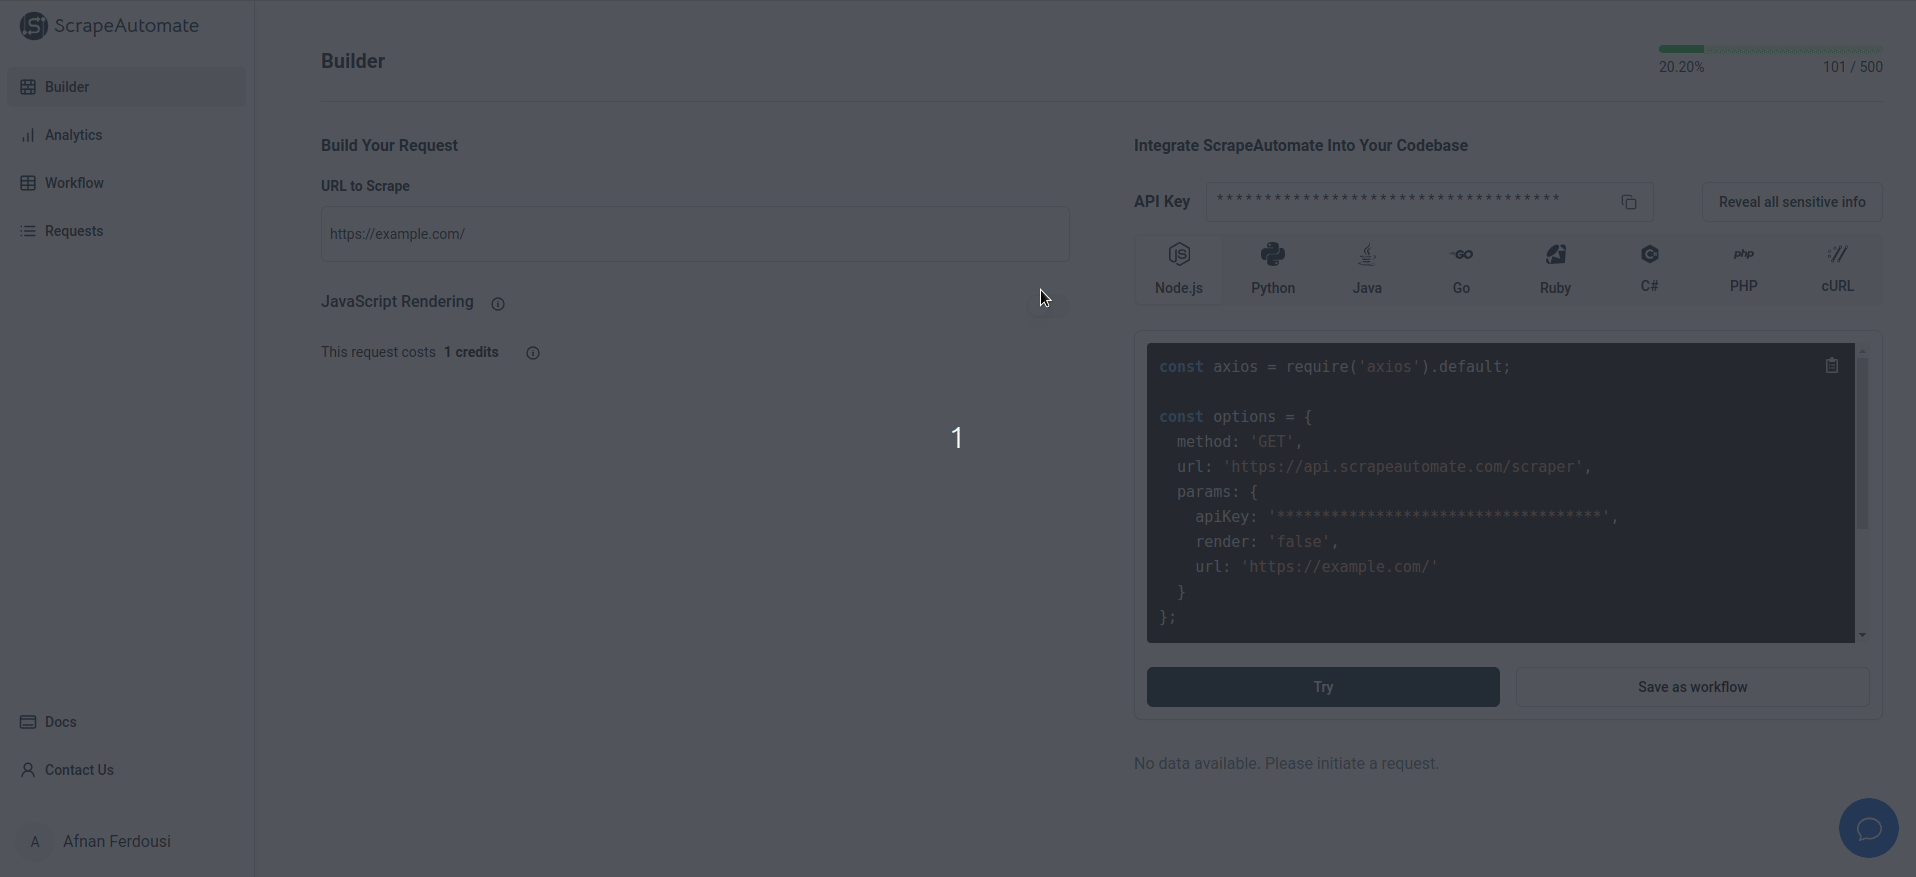 ScrapeAutomate
Builder
Analytics
Workflow
Requests
Docs
Contact Us
A Afnan Ferdousi
Builder
20.20% 101 / 500
Build Your Request
URL to Scrape
https://example.com/
JavaScript Rendering
This request costs 1 credits
1
Integrate ScrapeAutomate Into Your Codebase
API Key ************************************ Reveal all sensitive info
Node.js Python Java Go Ruby C# PHP cURL
const axios = require('axios').default;
const options = {
method: 'GET',
url: 'https://api.scrapeautomate.com/scraper',
params: {
apiKey: '************************************',
render: 'false',
url: 'https://example.com/'
}
};
Try Save as workflow
No data available. Please initiate a request.